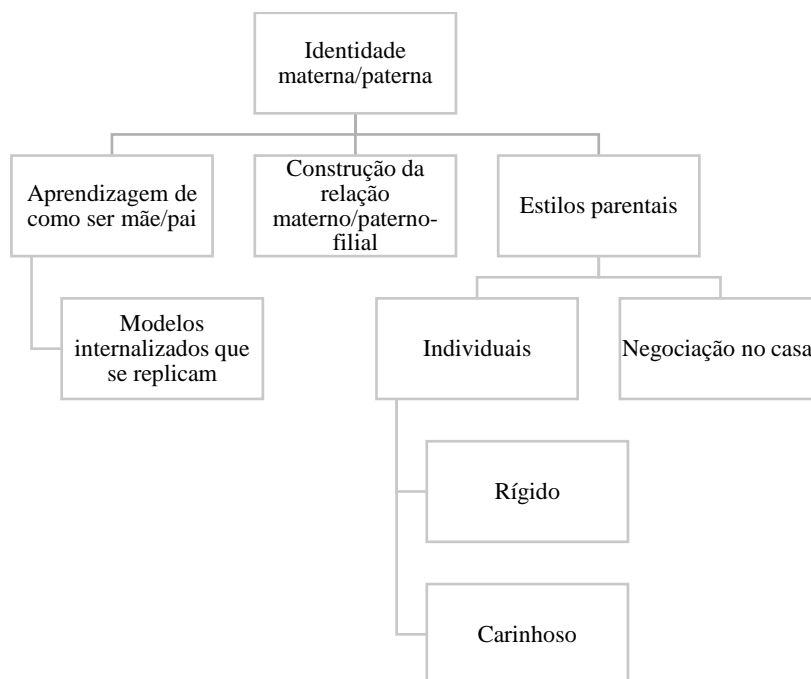 Identidade
materna/paterna
Aprendizagem de
como ser mãe/pai
Construção da
relação
materno/paterno-
filial
Estilos parentais
Modelos
internalizados que
se replicam
Individuais
Negociação no casa
Rígido
Carinhoso